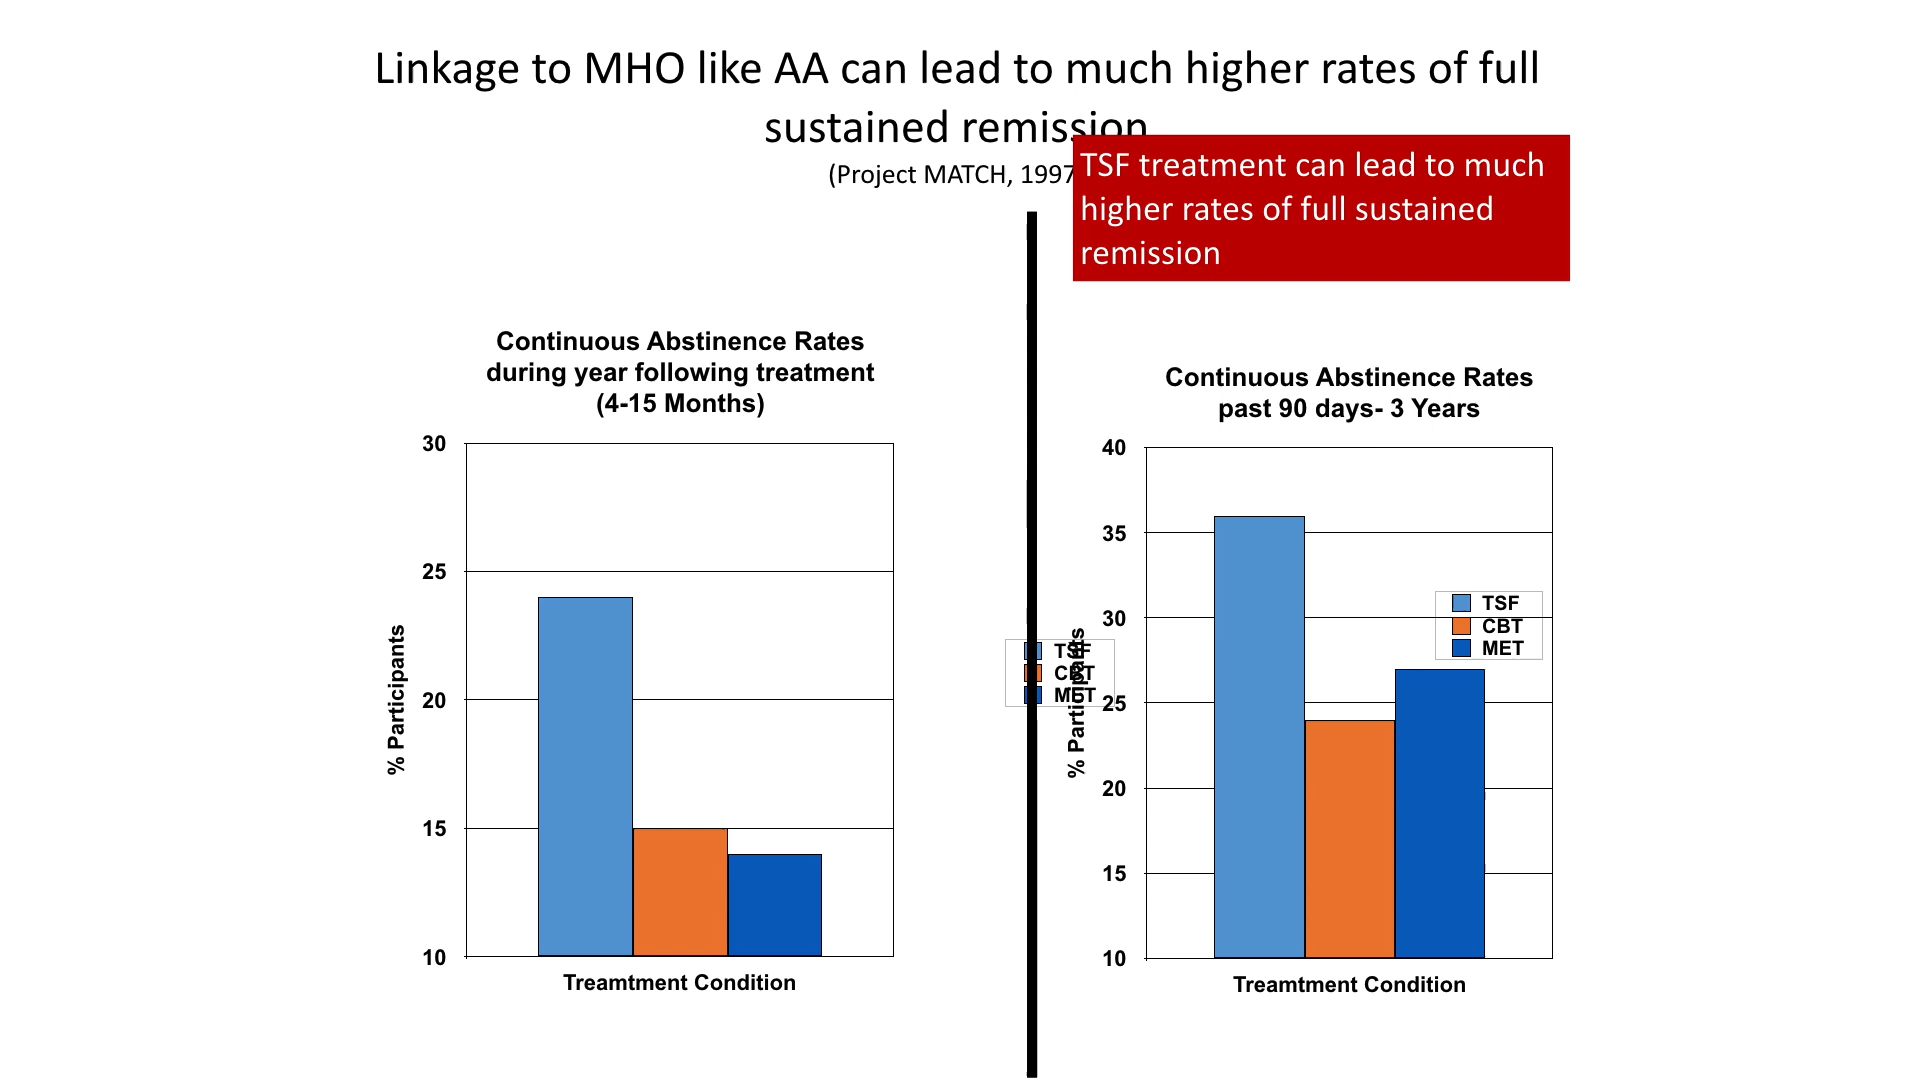 Linkage to MHO like AA can lead to much higher rates of full
sustained remission
(Project MATCH, 1997
TSF treatment can lead to much
higher rates of full sustained
remission
Continuous Abstinence Rates
during year following treatment
(4-15 Months)
30
25
20
15
10
% Participants
Treamtment Condition
TSF
CBT
MET
Continuous Abstinence Rates
past 90 days- 3 Years
40
35
30
25
20
15
10
% Participants
TSF
CBT
MET
Treamtment Condition